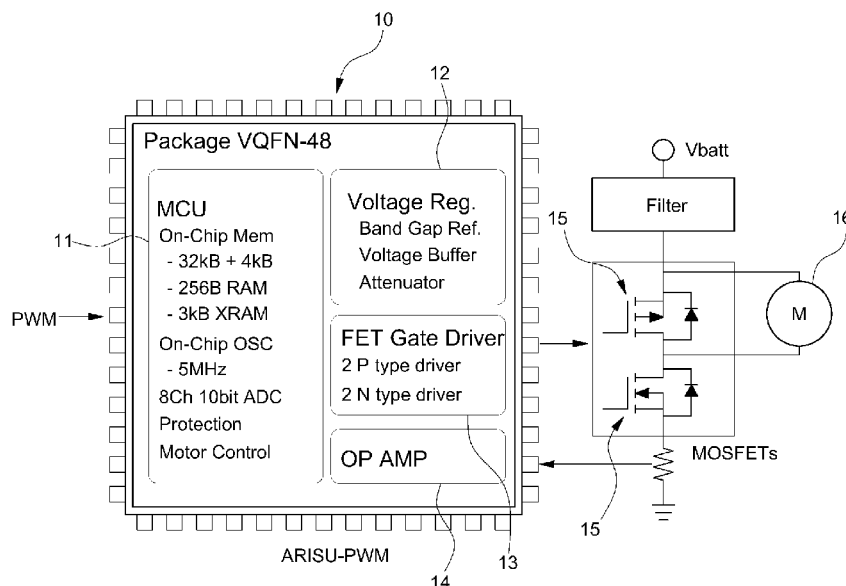 10
12
Package VQFN-48
Vbatt
MCU
On-Chip Mem
- 32kB + 4kB
- 256B RAM
- 3kB XRAM
On-Chip OSC
- 5MHz
8Ch 10bit ADC
Protection
Motor Control
11
PWM
Voltage Reg.
Band Gap Ref.
Voltage Buffer
Attenuator
FET Gate Driver
2 P type driver
2 N type driver
OP AMP
Filter
15
16
M
MOSFETs
15
ARISU-PWM
13
14